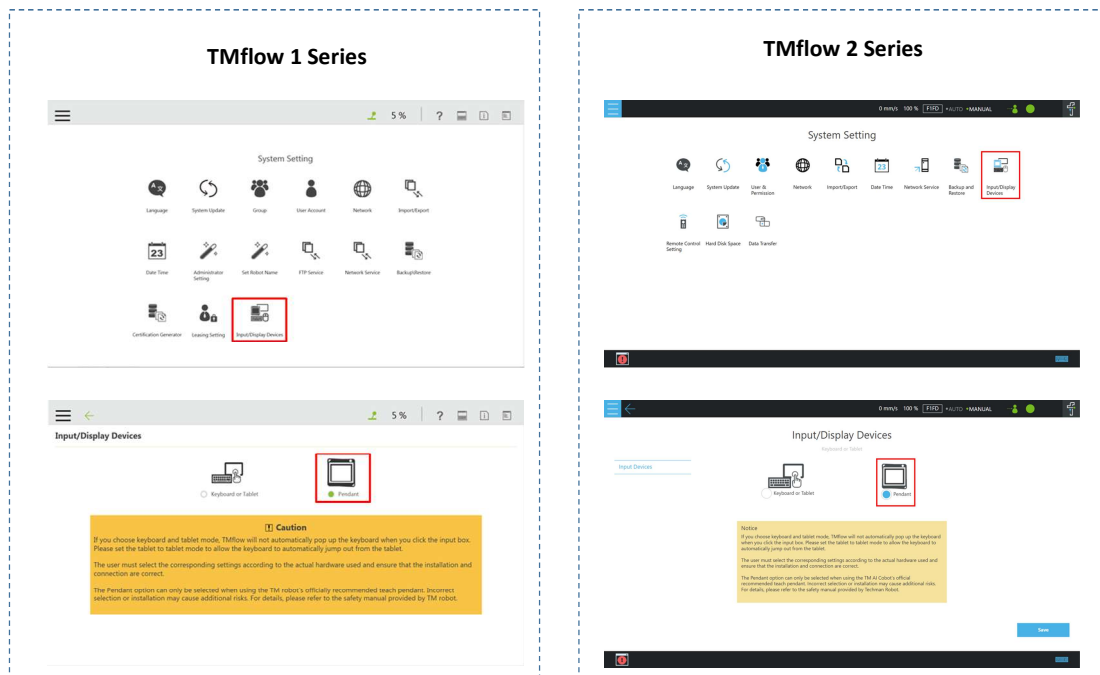 TMflow 1 Series
5 %
?
System Setting
Language
System Update
Group
User Account
Network
Import/Export
23
Date Time
Administrator
Setting
Set Robot Name
FTP Service
Network Service
Backup\Restore
Certification Generator
Leasing Setting
Input/Display Devices
5 %
?
Input/Display Devices
Keyboard or Tablet
Pendant
Caution
If you choose keyboard and tablet mode, TMflow will not automatically pop up the keyboard when you click the input box.
Please set the tablet to tablet mode to allow the keyboard to automatically jump out from the tablet.
The user must select the corresponding settings according to the actual hardware used and ensure that the installation and
connection are correct.
The Pendant option can only be selected when using the TM robot's officially recommended teach pendant. Incorrect
selection or installation may cause additional risks. For details, please refer to the safety manual provided by TM robot.
TMflow 2 Series
0 mm/s 100 % F1FD •AUTO •MANUAL
System Setting
Language
System Update
User &
Permission
Network
Import/Export
23
Date Time
Network Service
Backup and
Restore
Input/Display
Devices
Remote Control
Setting
Hard Disk Space
Data Transfer
0 mm/s 100 % F1FD •AUTO •MANUAL
Input/Display Devices
Keyboard or Tablet
Input Devices
Keyboard or Tablet
Pendant
Notice
If you choose keyboard and tablet mode, TMflow will not automatically pop up the keyboard
when you click the input box. Please set the tablet to tablet mode to allow the keyboard to
automatically jump out from the tablet.
The user must select the corresponding settings according to the actual hardware used and
ensure that the installation and connection are correct.
The Pendant option can only be selected when using the TM AI Cobot's official
recommended teach pendant. Incorrect selection or installation may cause additional risks.
For details, please refer to the safety manual provided by Techman Robot.
Save